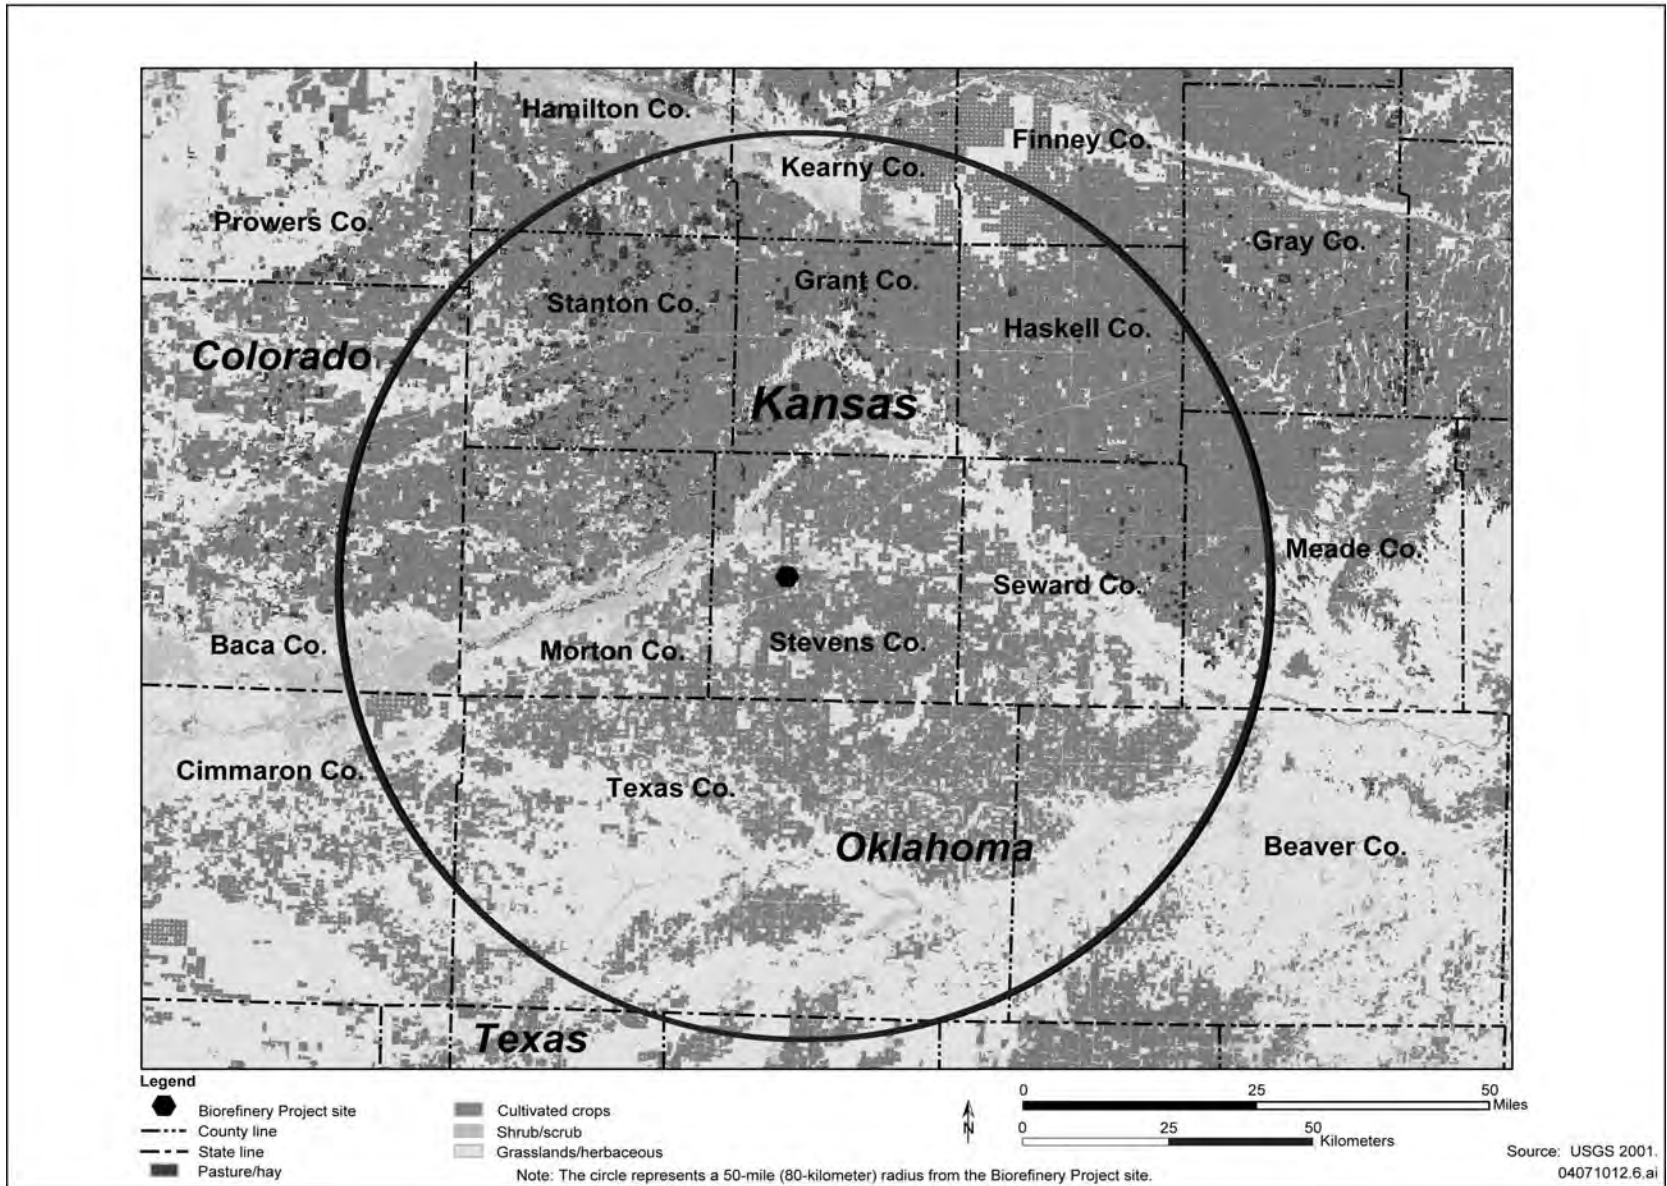 Hamilton Co.
Finney Co.
Kearny Co.
Prowers Co.
Gray Co.
Grant Co.
Stanton Co.
Haskell Co.
Colorado
Kansas
Meade Co.
Seward Co.
Baca Co.
Morton Co.
Stevens Co.
Cimmaron Co.
Texas Co.
Oklahoma
Beaver Co.
Texas
Legend
Biorefinery Project site
County line
State line
Pasture/hay
Cultivated crops
Shrub/scrub
Grasslands/herbaceous
N
0 25 50
Miles
0 25 50
Kilometers
Note: The circle represents a 50-mile (80-kilometer) radius from the Biorefinery Project site.
Source: USGS 2001.
04071012.6.ai